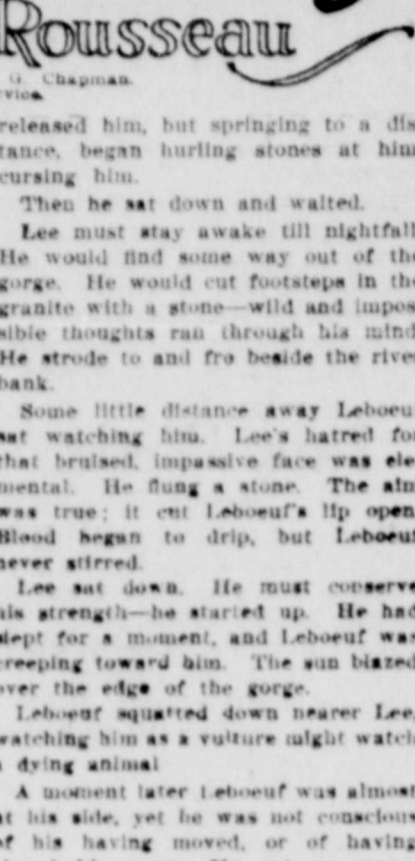 Rousseau
G. Chapman.
released him, but springing to a dis
tance, began hurling stones at him
cursing him.
Then he sat down and waited.
Lee must stay awake till nightfall
He would find some way out of the
gorge. He would cut footsteps in the
granite with a stone—wild and impos
sible thoughts ran through his mind
He strode to and fro beside the river
bank.
Some little distance away Leboeuf
sat watching him. Lee's hatred for
that bruised, impassive face was ele
mental. He flung a stone. The aim
was true; it cut Leboeuf's lip open.
Blood began to drip, but Leboeuf
never stirred.
Lee sat down. He must conserve
his strength—he started up. He had
slept for a moment, and Leboeuf was
creeping toward him. The sun blazed
over the edge of the gorge.
Leboeuf squatted down nearer Lee,
watching him as a vulture might watch
a dying animal
A moment later Leboeuf was almost
at his side, yet he was not conscious
of his having moved, or of having